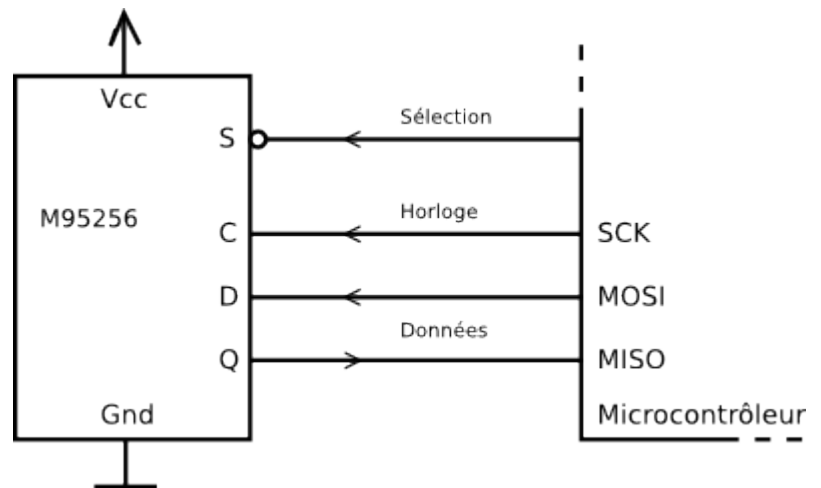 Vcc
Sélection
S
M95256
Horloge
C
SCK
D
MOSI
Données
Q
MISO
Gnd
Microcontrôleur